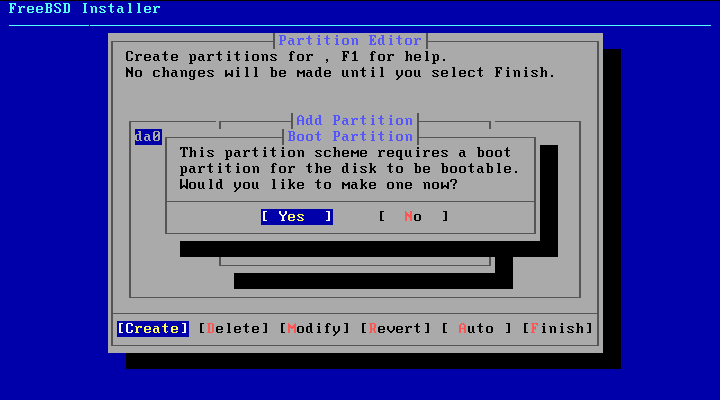 FreeBSD Installer
Partition Editor
Create partitions for , F1 for help.
No changes will be made until you select Finish.
Add Partition
da0
Boot Partition
This partition scheme requires a boot
partition for the disk to be bootable.
Would you like to make one now?
[ Yes ] [ No ]
[Create] [Delete] [Modify] [Revert] [ Auto ] [Finish]